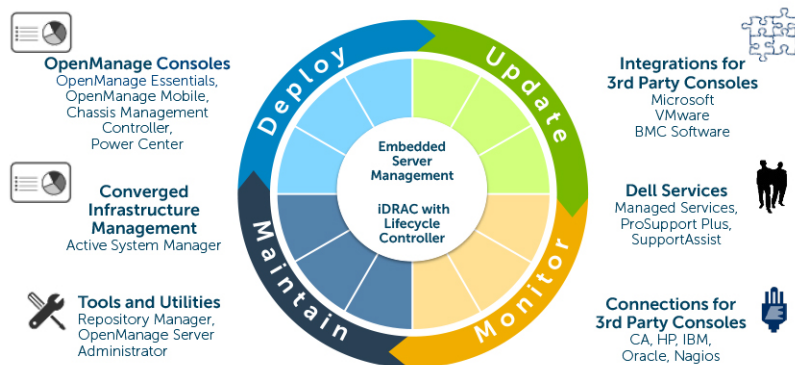 OpenManage Consoles
OpenManage Essentials,
OpenManage Mobile,
Chassis Management
Controller,
Power Center
Converged
Infrastructure
Management
Active System Manager
Tools and Utilities
Repository Manager,
OpenManage Server
Administrator
Deploy
Update
Maintain
Monitor
Embedded
Server
Management
iDRAC with
Lifecycle
Controller
Integrations for
3rd Party Consoles
Microsoft
VMware
BMC Software
Dell Services
Managed Services,
ProSupport Plus,
SupportAssist
Connections for
3rd Party Consoles
CA, HP, IBM,
Oracle, Nagios